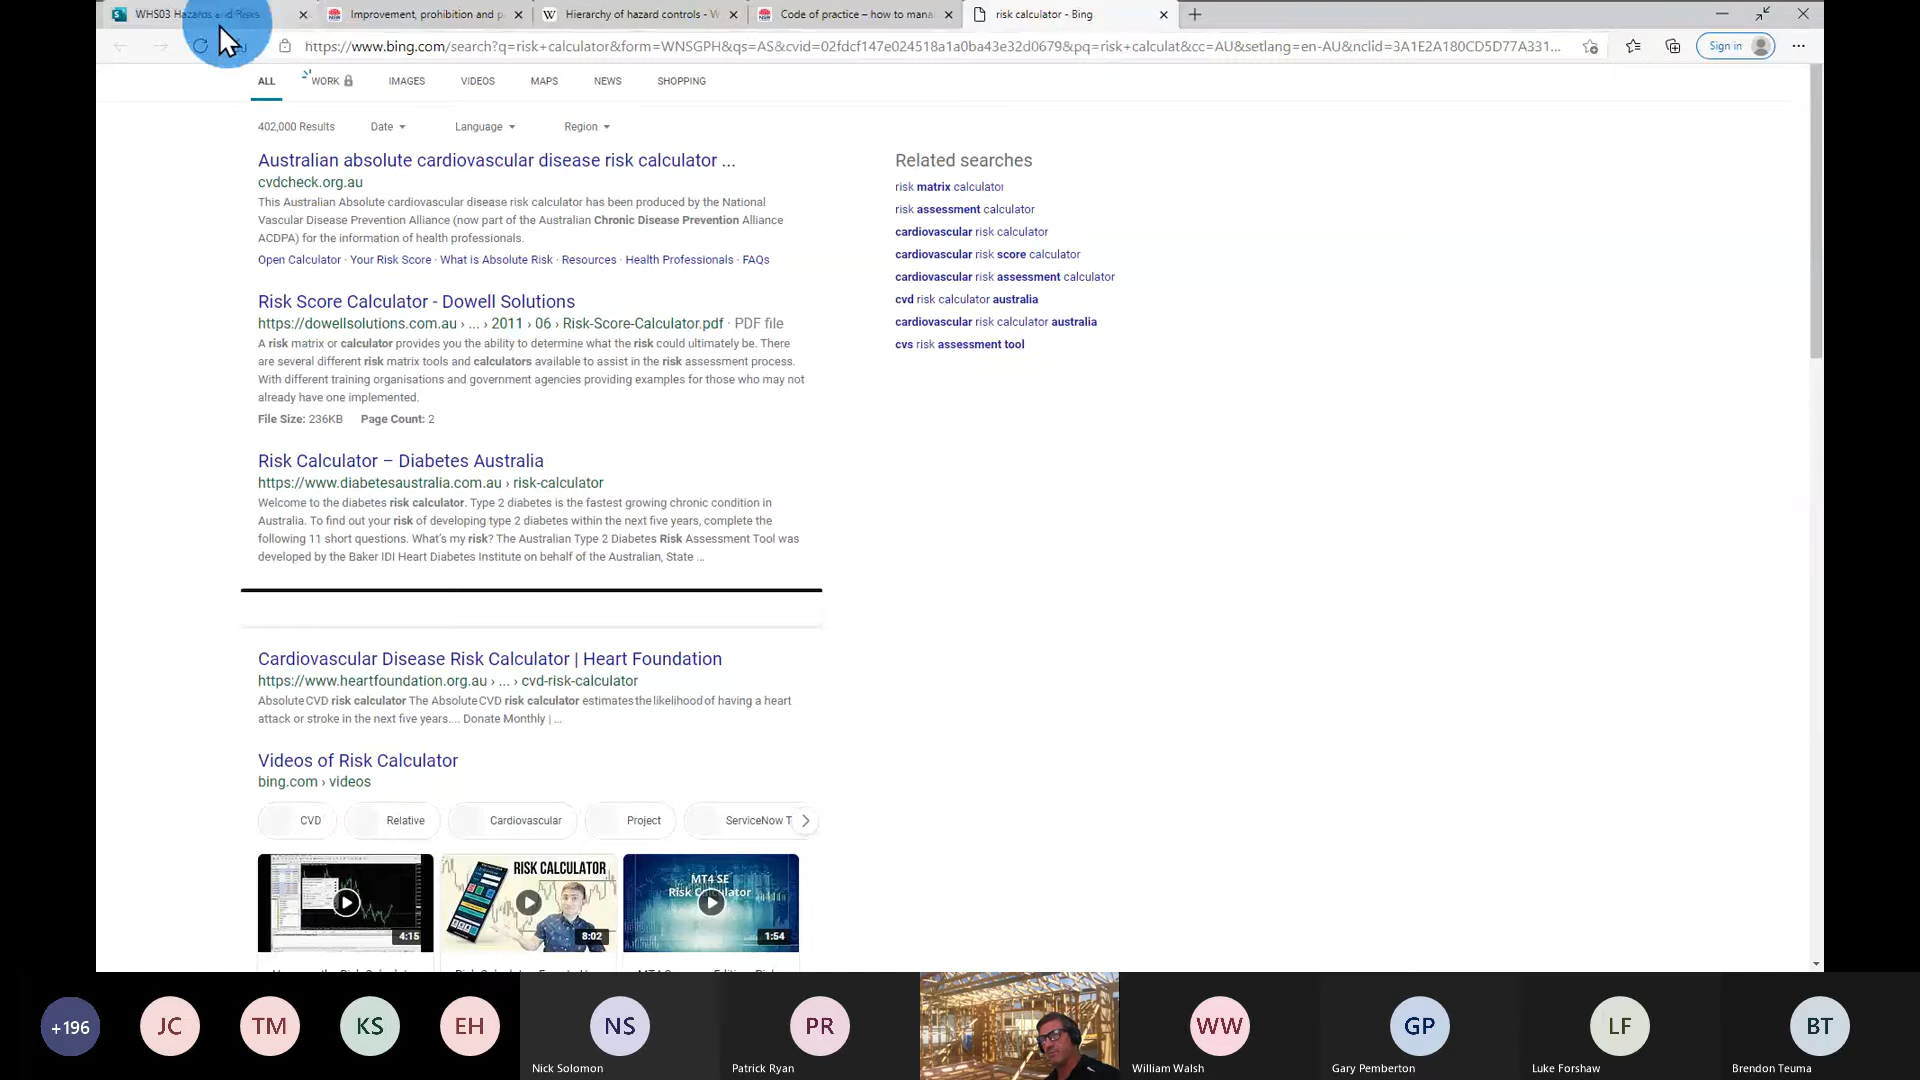 WHS03 Hazards and Risks
Improvement, prohibition and p
Hierarchy of hazard controls - W
Code of practice – how to mana
risk calculator - Bing
https://www.bing.com/search?q=risk+calculator&form=WNSGPH&qs=AS&cvid=02fdcf147e024518a1a0ba43e32d0679&pq=risk+calculat&cc=AU&setlang=en-AU&nclid=3A1E2A180CD5D77A331...
Sign in
ALL
WORK
IMAGES
VIDEOS
MAPS
NEWS
SHOPPING
402,000 Results
Date
Language
Region
Australian absolute cardiovascular disease risk calculator ...
cvdcheck.org.au
This Australian Absolute cardiovascular disease risk calculator has been produced by the National
Vascular Disease Prevention Alliance (now part of the Australian Chronic Disease Prevention Alliance
ACDPA) for the information of health professionals.
Open Calculator · Your Risk Score · What is Absolute Risk · Resources · Health Professionals · FAQs
Risk Score Calculator - Dowell Solutions
https://dowellsolutions.com.au › ... › 2011 › 06 › Risk-Score-Calculator.pdf · PDF file
A risk matrix or calculator provides you the ability to determine what the risk could ultimately be. There
are several different risk matrix tools and calculators available to assist in the risk assessment process.
With different training organisations and government agencies providing examples for those who may not
already have one implemented.
File Size: 236KB Page Count: 2
Risk Calculator – Diabetes Australia
https://www.diabetesaustralia.com.au › risk-calculator
Welcome to the diabetes risk calculator. Type 2 diabetes is the fastest growing chronic condition in
Australia. To find out your risk of developing type 2 diabetes within the next five years, complete the
following 11 short questions. What's my risk? The Australian Type 2 Diabetes Risk Assessment Tool was
developed by the Baker IDI Heart Diabetes Institute on behalf of the Australian, State ...
Cardiovascular Disease Risk Calculator | Heart Foundation
https://www.heartfoundation.org.au › ... › cvd-risk-calculator
Absolute CVD risk calculator The Absolute CVD risk calculator estimates the likelihood of having a heart
attack or stroke in the next five years.... Donate Monthly | ...
Videos of Risk Calculator
bing.com › videos
CVD
Relative
Cardiovascular
Project
ServiceNow T
4:15
RISK CALCULATOR
8:02
MT4 SE
Risk Calculator
1:54
Related searches
risk matrix calculator
risk assessment calculator
cardiovascular risk calculator
cardiovascular risk score calculator
cardiovascular risk assessment calculator
cvd risk calculator australia
cardiovascular risk calculator australia
cvs risk assessment tool
+196
JC
TM
KS
EH
NS
Nick Solomon
PR
Patrick Ryan
WW
William Walsh
GP
Gary Pemberton
LF
Luke Forshaw
BT
Brendon Teuma